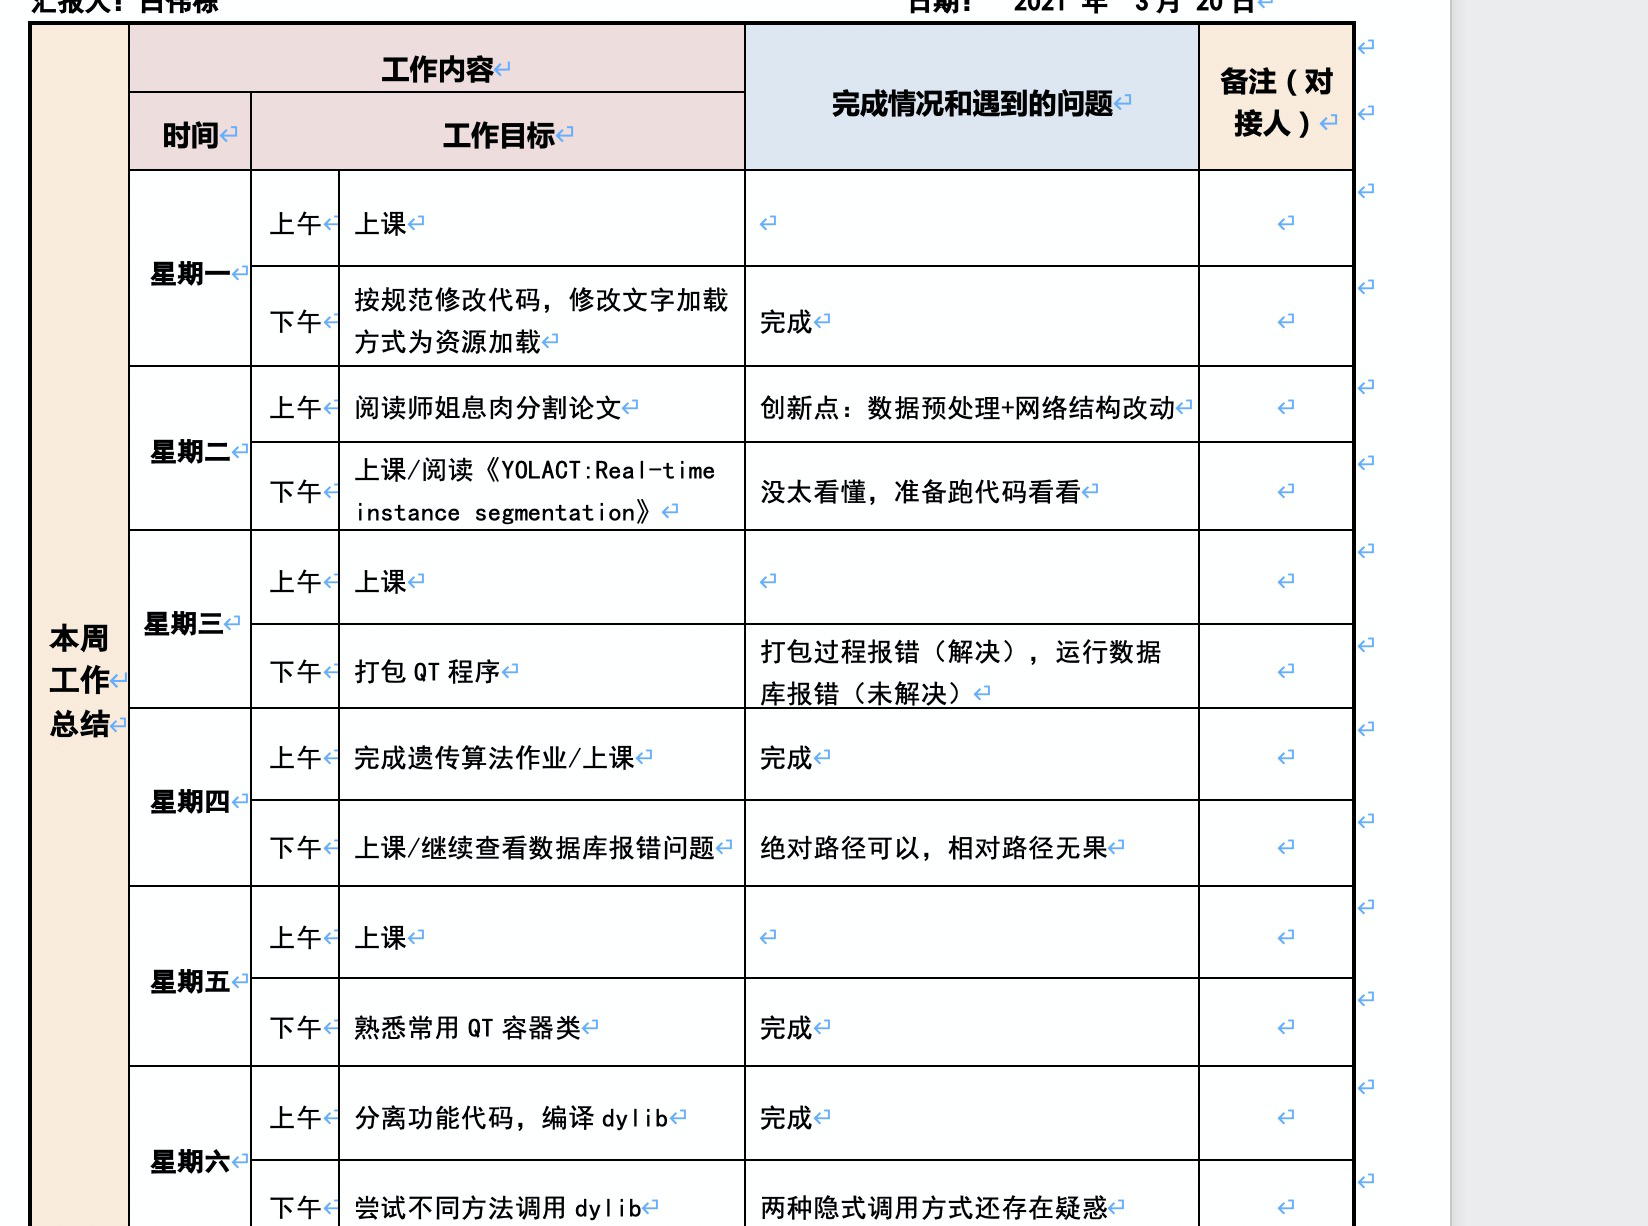 汇报人：白伟栋 日期： 2021 年 3 月 20 日
工作内容
完成情况和遇到的问题
备注（对
接人）
时间
工作目标
星期一
上午 上课
下午 按规范修改代码，修改文字加载
方式为资源加载
完成
星期二
上午 阅读师姐息肉分割论文 创新点：数据预处理+网络结构改动
下午 上课/阅读《YOLACT:Real-time
instance segmentation》
没太看懂，准备跑代码看看
本周
工作
总结
星期三
上午 上课
下午 打包 QT 程序
打包过程报错（解决），运行数据
库报错（未解决）
星期四
上午 完成遗传算法作业/上课 完成
下午 上课/继续查看数据库报错问题 绝对路径可以，相对路径无果
星期五
上午 上课
下午 熟悉常用 QT 容器类 完成
星期六
上午 分离功能代码，编译 dylib 完成
下午 尝试不同方法调用 dylib 两种隐式调用方式还存在疑惑